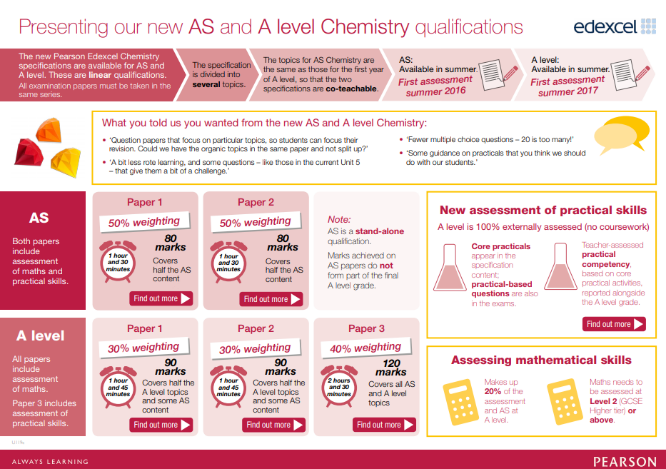 Presenting our new AS and A level Chemistry qualifications
edexcel
The new Pearson Edexcel Chemistry
specifications are available for AS and
A level. These are linear qualifications.
All examination papers must be taken in the
same series.
The specification
is divided into
several topics.
The topics for AS Chemistry are
the same as those for the first year
of A level, so that the two
specifications are co-teachable.
AS:
Available in summer.
First assessment
summer 2016
A level:
Available in summer.
First assessment
summer 2017
What you told us you wanted from the new AS and A level Chemistry:
• 'Question papers that focus on particular topics, so students can focus their
revision. Could we have the organic topics in the same paper and not split up?'
• 'A bit less rote learning, and some questions – like those in the current Unit 5
– that give them a bit of a challenge.'
• 'Fewer multiple choice questions – 20 is too many!'
• 'Some guidance on practicals that you think we should
do with our students.'
AS
Both papers
include
assessment
of maths and
practical skills.
Paper 1
50% weighting
1 hour
and 30
minutes
80
marks
Covers
half the AS
content
Find out more
Paper 2
50% weighting
1 hour
and 30
minutes
80
marks
Covers
half the AS
content
Find out more
Note:
AS is a stand-alone
qualification.
Marks achieved on
AS papers do not
form part of the final
A level grade.
New assessment of practical skills
A level is 100% externally assessed (no coursework)
Core practicals
appear in the
specification
content;
practical-based
questions are also
in the exams.
Teacher-assessed
practical
competency,
based on core
practical activities,
reported alongside
the A level grade.
Find out more
A level
All papers
include
assessment
of maths.
Paper 3 includes
assessment of
practical skills.
Paper 1
30% weighting
1 hour
and 45
minutes
90
marks
Covers half the
A level topics
and some AS
content
Find out more
Paper 2
30% weighting
1 hour
and 45
minutes
90
marks
Covers half the
A level topics
and some AS
content
Find out more
Paper 3
40% weighting
2 hours
and 30
minutes
120
marks
Covers all AS
and A level
topics
Find out more
Assessing mathematical skills
Makes up
20% of the
assessment
and AS at
A level.
Maths needs to
be assessed at
Level 2 (GCSE
Higher tier) or
above.
ALWAYS LEARNING
PEARSON